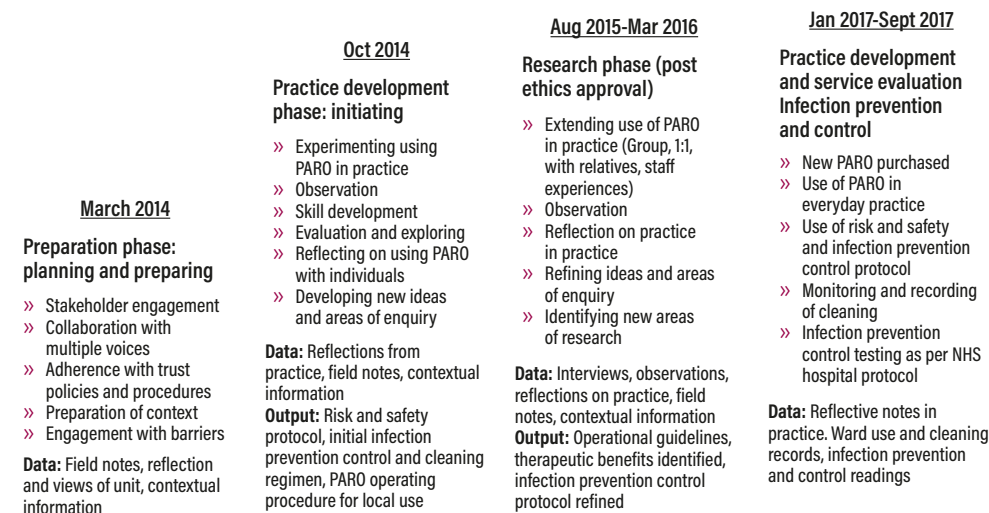 March 2014
Preparation phase:
planning and preparing
» Stakeholder engagement
» Collaboration with
multiple voices
» Adherence with trust
policies and procedures
» Preparation of context
» Engagement with barriers
Data: Field notes, reflection
and views of unit, contextual
information
Oct 2014
Practice development
phase: initiating
» Experimenting using
PARO in practice
» Observation
» Skill development
» Evaluation and exploring
» Reflecting on using PARO
with individuals
» Developing new ideas
and areas of enquiry
Data: Reflections from
practice, field notes, contextual
information
Output: Risk and safety
protocol, initial infection
prevention control and cleaning
regimen, PARO operating
procedure for local use
Aug 2015-Mar 2016
Research phase (post
ethics approval)
» Extending use of PARO
in practice (Group, 1:1,
with relatives, staff
experiences)
» Observation
» Reflection on practice
in practice
» Refining ideas and areas
of enquiry
» Identifying new areas
of research
Data: Interviews, observations,
reflections on practice, field
notes, contextual information
Output: Operational guidelines,
therapeutic benefits identified,
infection prevention control
protocol refined
Jan 2017-Sept 2017
Practice development
and service evaluation
Infection prevention
and control
» New PARO purchased
» Use of PARO in
everyday practice
» Use of risk and safety
and infection prevention
control protocol
» Monitoring and recording
of cleaning
» Infection prevention
control testing as per NHS
hospital protocol
Data: Reflective notes in
practice. Ward use and cleaning
records, infection prevention
and control readings